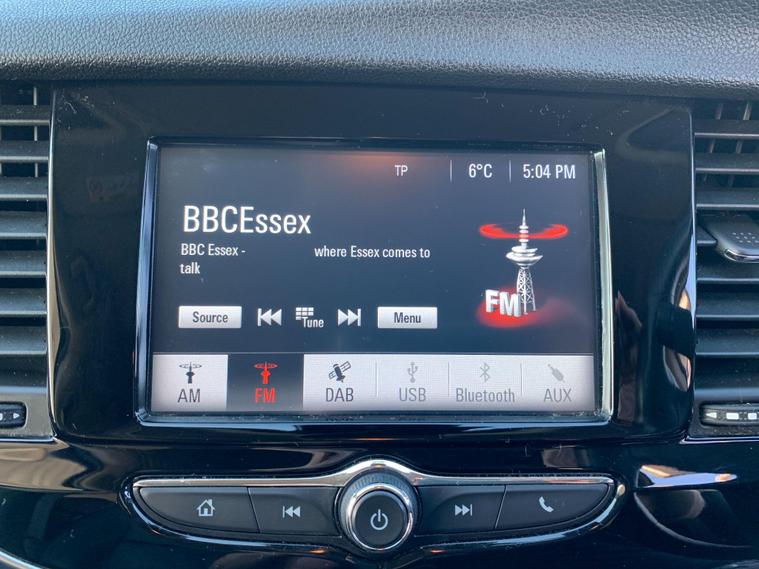 TP 6°C 5:04 PM
BBCEssex
BBC Essex - where Essex comes to
talk
FM
Source Tune Menu
AM FM DAB USB Bluetooth AUX